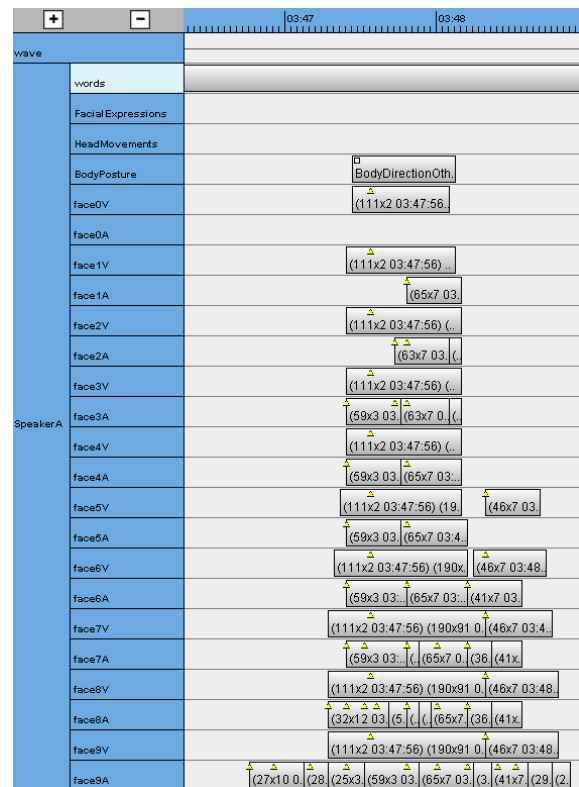 + -
03:47 03:48
wave
SpeakerA
words
FacialExpressions
HeadMovements
BodyPosture BodyDirectionOth.
face0V (111x2 03:47:56..
face0A
face1V (111x2 03:47:56) ..
face1A (65x7 03.
face2V (111x2 03:47:56) (..
face2A (63x7 03. (.
face3V (111x2 03:47:56) (..
face3A (59x3 03. (63x7 0.. (.
face4V (111x2 03:47:56) (..
face4A (59x3 03. (65x7 03:..
face5V (111x2 03:47:56) (19. (46x7 03.
face5A (59x3 03. (65x7 03:4..
face6V (111x2 03:47:56) (190x. (46x7 03:48..
face6A (59x3 03:.. (65x7 03:.. (41x7 03.
face7V (111x2 03:47:56) (190x91 0. (46x7 03:4..
face7A (59x3 03:.. (.. (65x7 0. (36. (41x.
face8V (111x2 03:47:56) (190x91 0. (46x7 03:48..
face8A (32x12 03. (5. (. (. (65x7. (36. (41x.
face9V (111x2 03:47:56) (190x91 0. (46x7 03:48..
face9A (27x10 0. (28. (25x3. (59x3 03. (65x7 03. (3. (41x7. (29. (2.